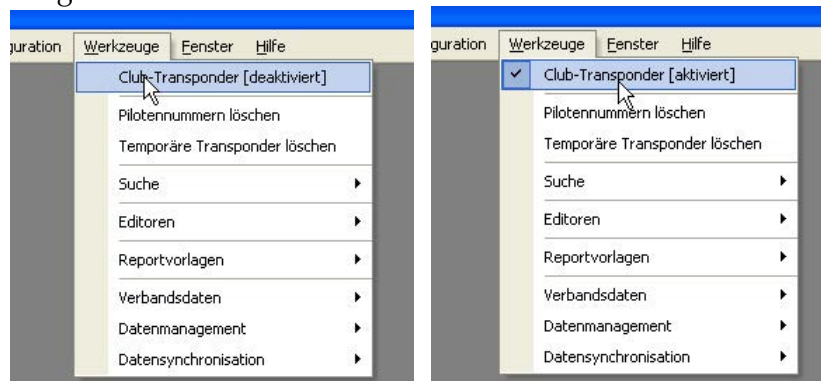 guration Werkzeuge Fenster Hilfe
Club-Transponder [deaktiviert]
Pilotennummern löschen
Temporäre Transponder löschen
Suche
Editoren
Reportvorlagen
Verbandsdaten
Datenmanagement
Datensynchronisation
guration Werkzeuge Fenster Hilfe
Club-Transponder [aktiviert]
Pilotennummern löschen
Temporäre Transponder löschen
Suche
Editoren
Reportvorlagen
Verbandsdaten
Datenmanagement
Datensynchronisation